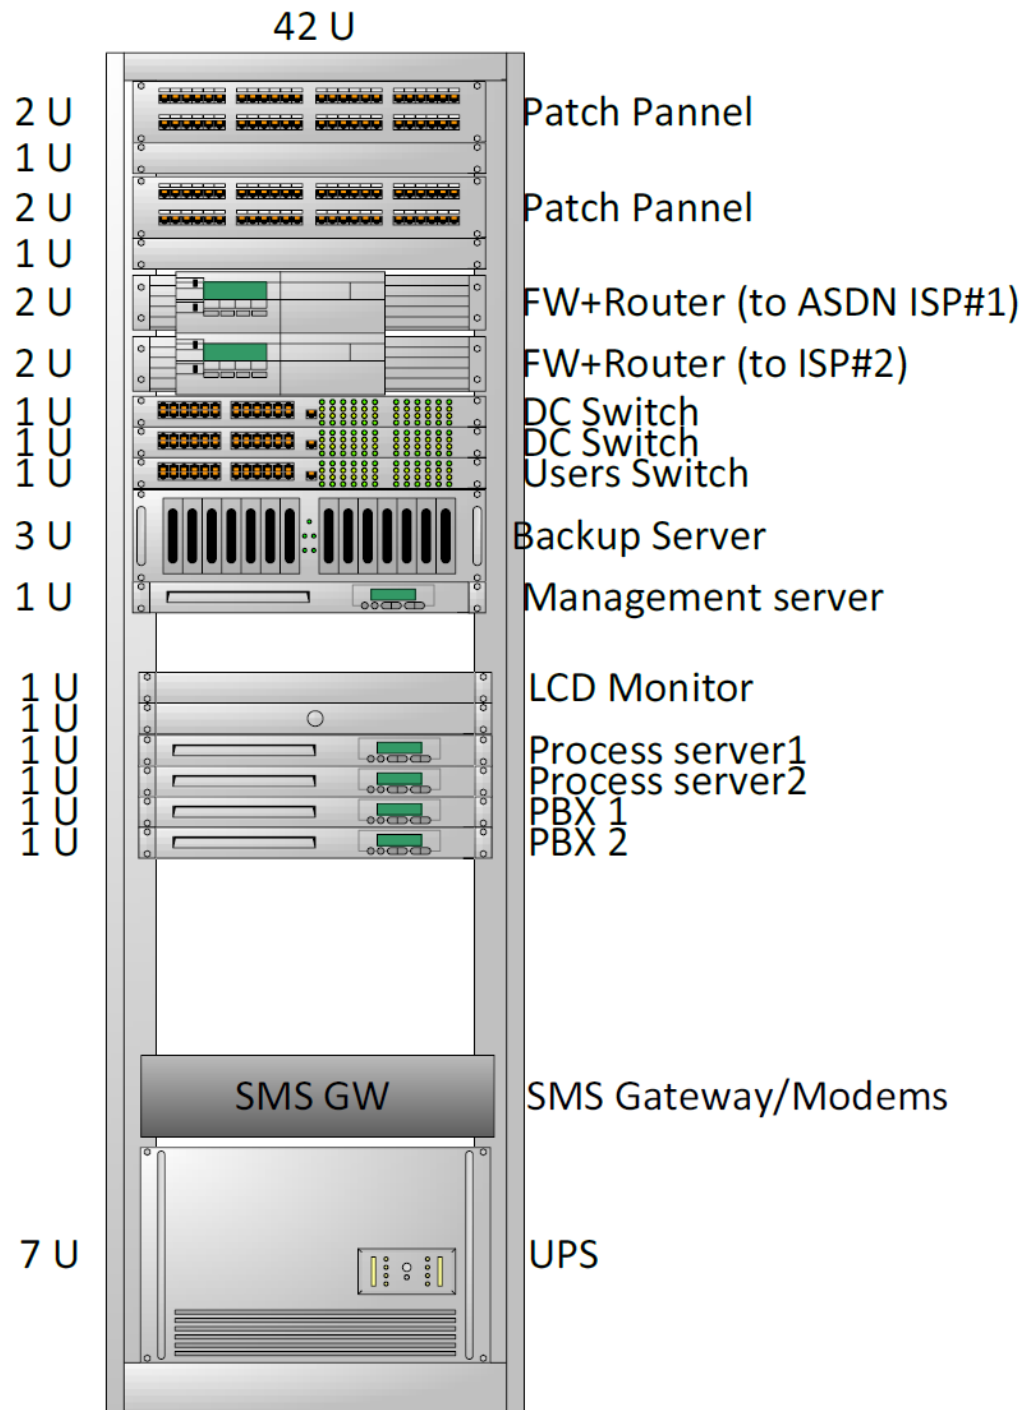 42 U
2 U Patch Pannel
1 U
2 U Patch Pannel
1 U
2 U FW+Router (to ASDN ISP#1)
2 U FW+Router (to ISP#2)
1 U DC Switch
1 U DC Switch
1 U Users Switch
3 U Backup Server
1 U Management server
1 U LCD Monitor
1 U
1 U Process server1
1 U Process server2
1 U PBX 1
1 U PBX 2
SMS GW SMS Gateway/Modems
7 U UPS